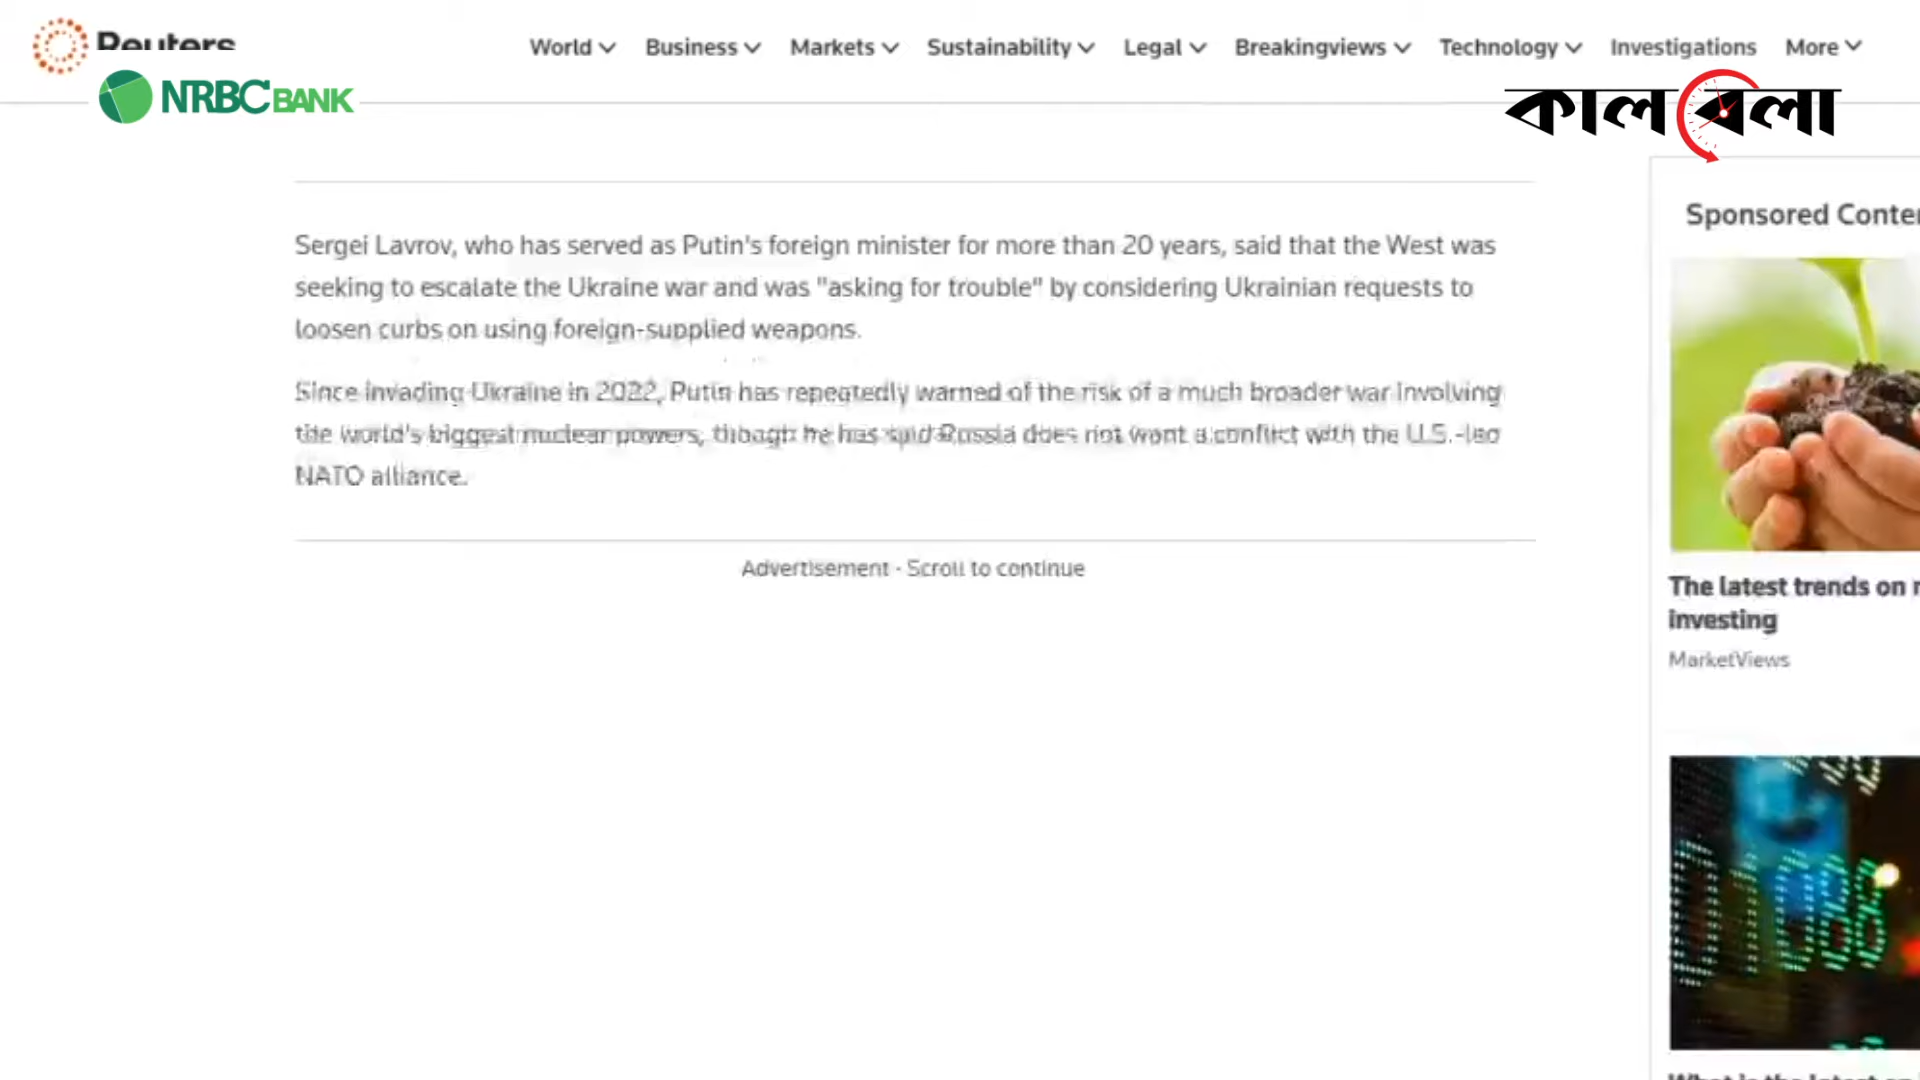 Reuters
World
Business
Markets
Sustainability
Legal
Breakingviews
Technology
Investigations
More
NRBC BANK
কালবেলা
Sergei Lavrov, who has served as Putin's foreign minister for more than 20 years, said that the West was
seeking to escalate the Ukraine war and was "asking for trouble" by considering Ukrainian requests to
loosen curbs on using foreign-supplied weapons.
Since invading Ukraine in 2022, Putin has repeatedly warned of the risk of a much broader war involving
the world's biggest nuclear powers, though he has said Russia does not want a conflict with the U.S.-led
NATO alliance.
Advertisement · Scroll to continue
Sponsored
The latest trends on
investing
MarketViews